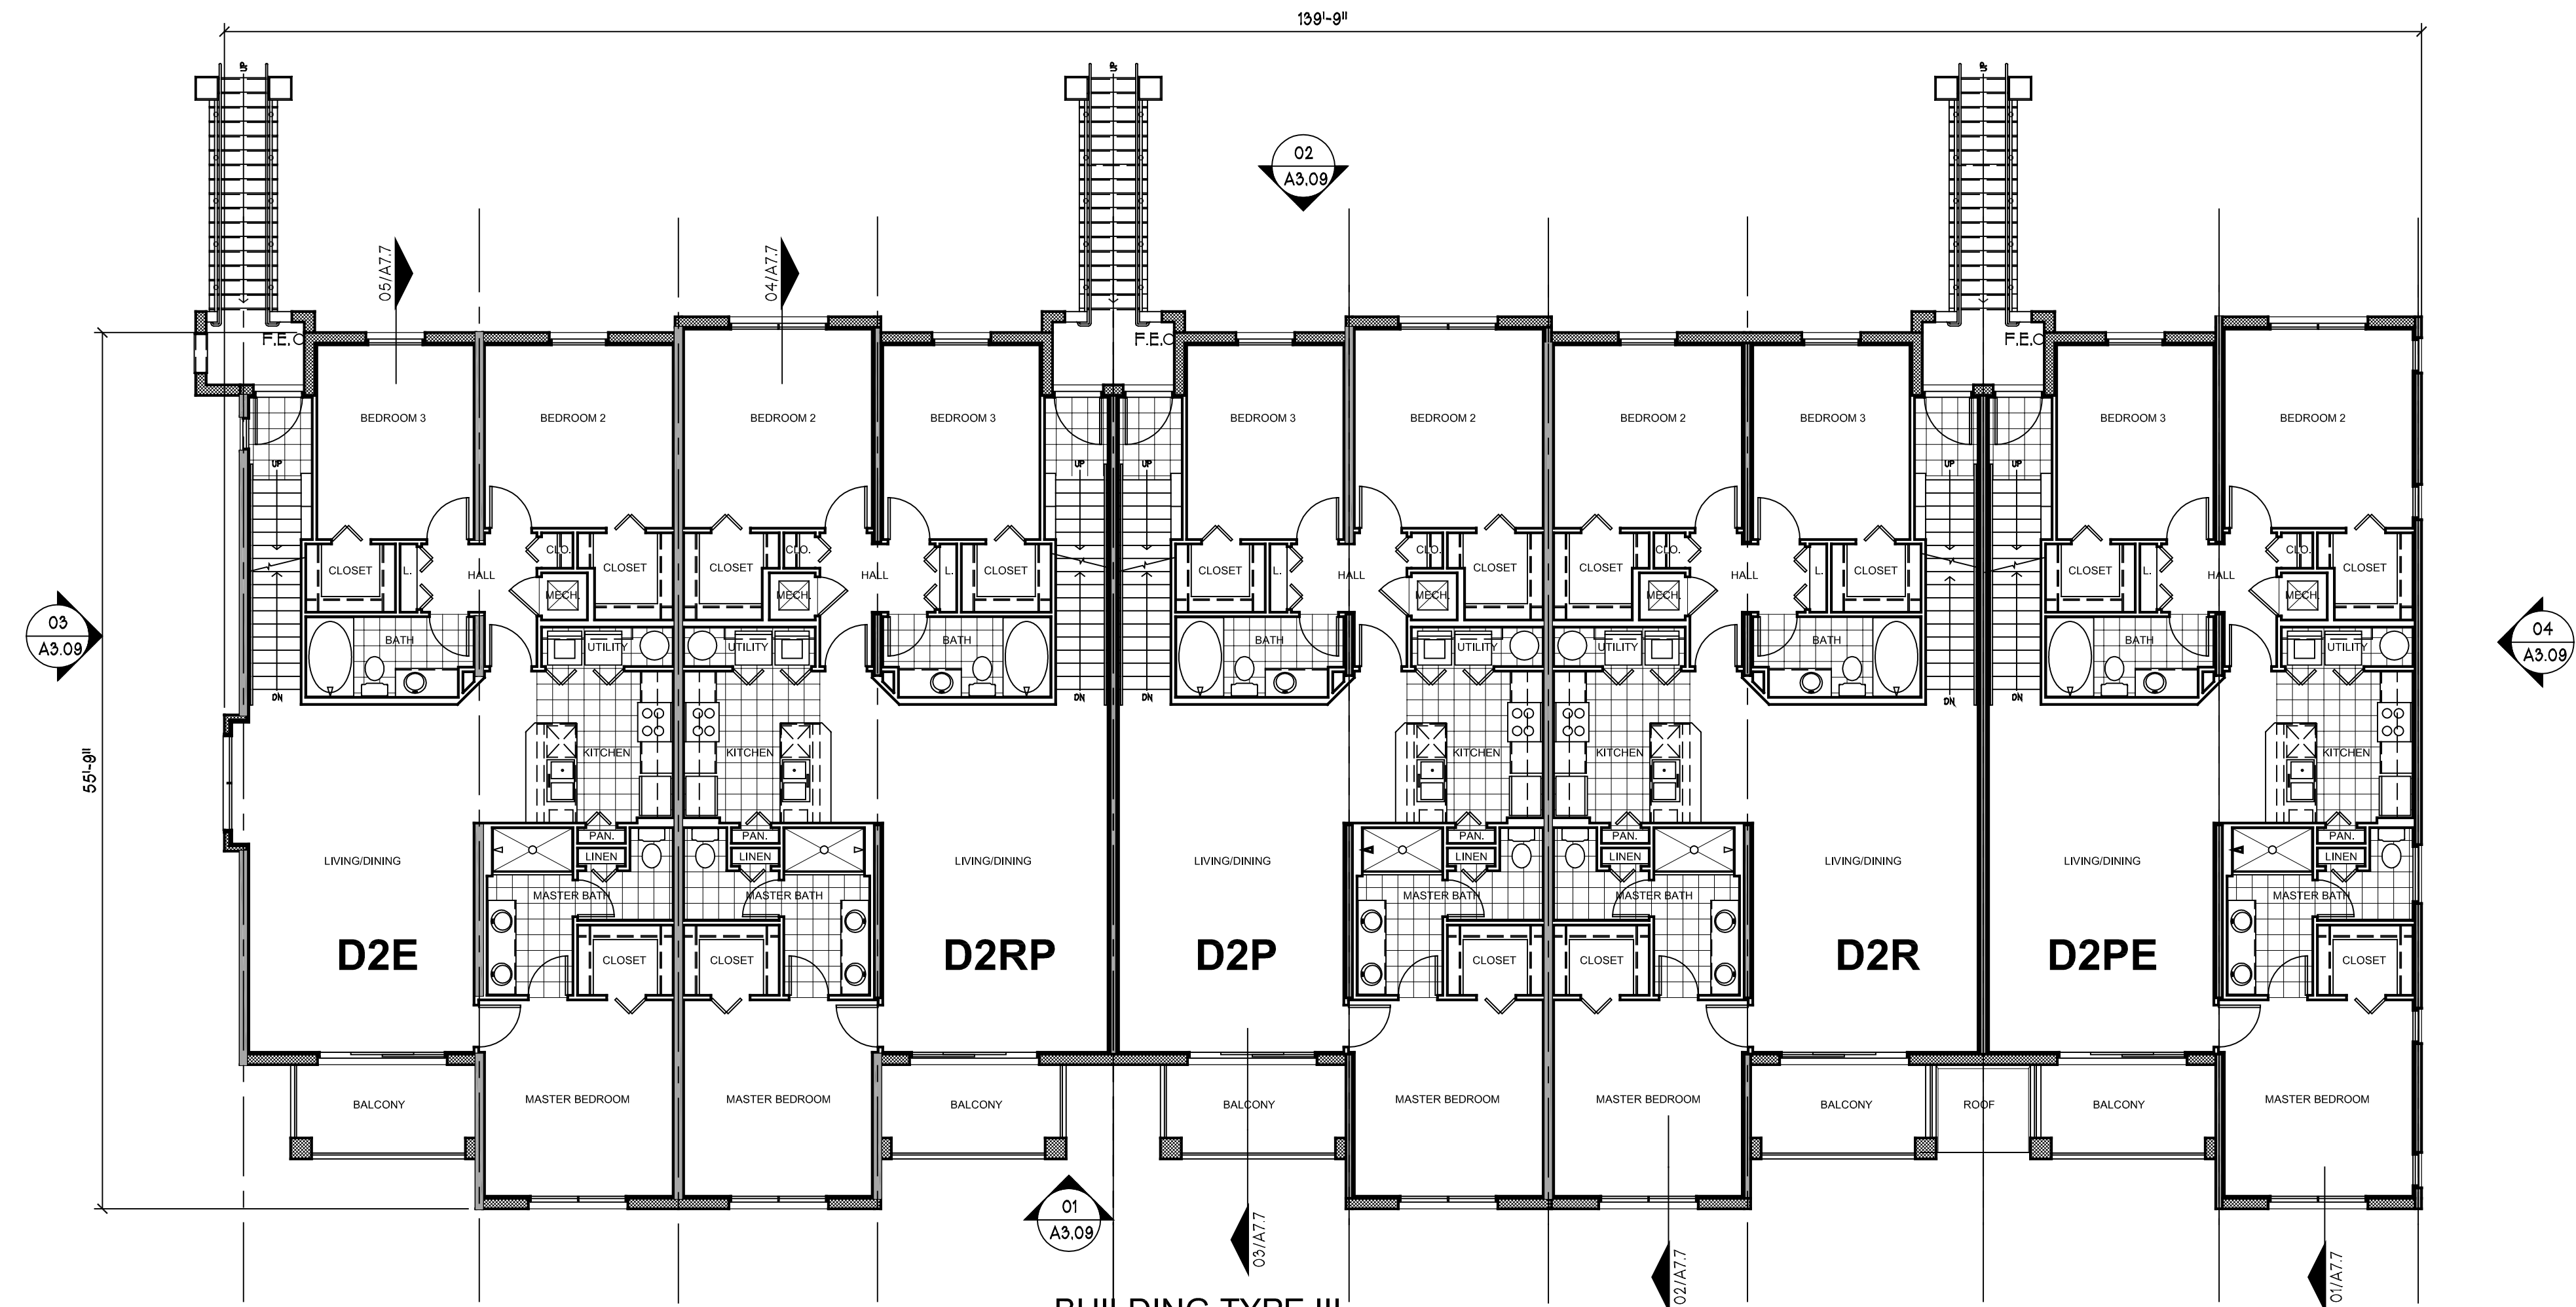 139'-9"
UP UP UP
02
A3.09
05/A7.7 04/A7.7
F.E.C F.E.C F.E.C
BEDROOM 3 BEDROOM 2 BEDROOM 2 BEDROOM 3 BEDROOM 3 BEDROOM 2 BEDROOM 2 BEDROOM 3 BEDROOM 3 BEDROOM 2
UP UP UP UP UP
CLO. CLO. CLO. CLO. CLO.
CLOSET L. HALL CLOSET CLOSET HALL L. CLOSET CLOSET L. HALL CLOSET CLOSET HALL L. CLOSET CLOSET L. HALL CLOSET
MECH. MECH. MECH. MECH. MECH.
03
A3.09
04
A3.09
BATH UTILITY UTILITY BATH BATH UTILITY UTILITY BATH BATH UTILITY
DN DN DN DN DN
55'-9"
KITCHEN KITCHEN KITCHEN KITCHEN KITCHEN
PAN. PAN. PAN. PAN. PAN.
LIVING/DINING LINEN LINEN LIVING/DINING LIVING/DINING LINEN LINEN LIVING/DINING LIVING/DINING LINEN
MASTER BATH MASTER BATH MASTER BATH MASTER BATH MASTER BATH
D2E D2RP D2P D2R D2PE
CLOSET CLOSET CLOSET CLOSET CLOSET
BALCONY MASTER BEDROOM MASTER BEDROOM BALCONY BALCONY MASTER BEDROOM MASTER BEDROOM BALCONY ROOF BALCONY MASTER BEDROOM
01
A3.09
03/A7.7 02/A7.7 01/A7.7
BUILDING TYPE III